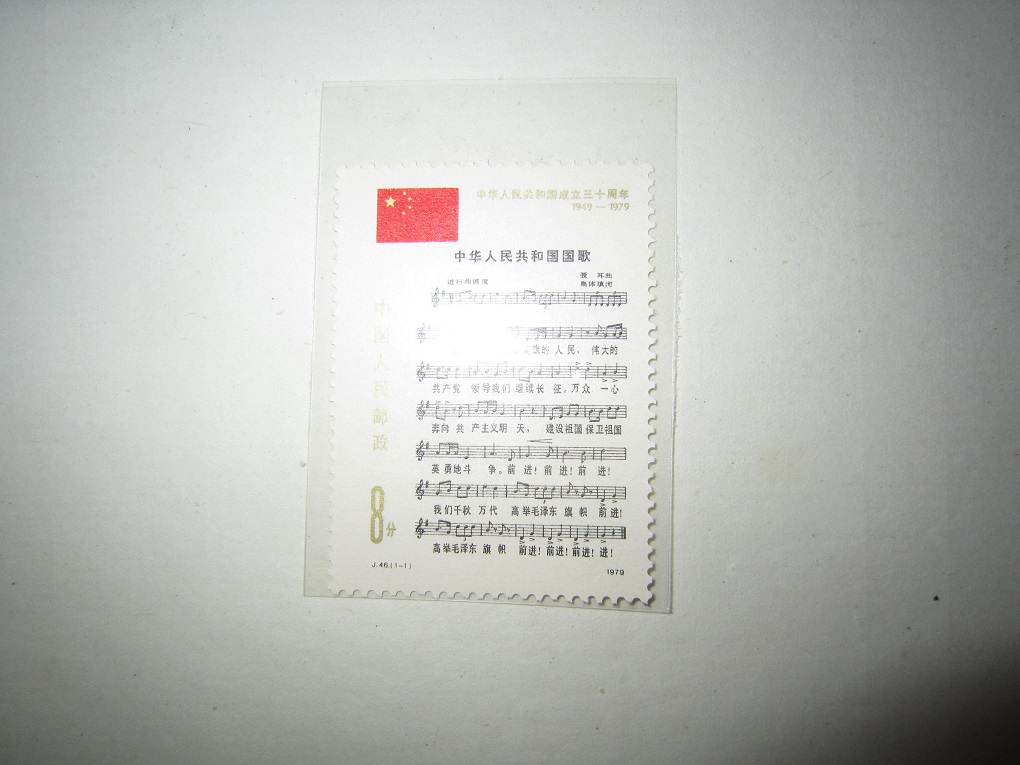 中华人民共和国成立三十周年
1949—1979
中华人民共和国国歌
进行曲速度
聂 耳曲
集体填词
的人民，伟大的
共产党 领导我们 继续长 征。万众 一心
奔向 共 产主义明 天， 建设祖国 保卫祖国
英 勇地斗 争。前 进！前 进！前 进！
我们千秋 万代 高举毛泽东 旗 帜 前进！
高举毛泽东 旗 帜 前进！前进！前进！进！
中国人民邮政
8分
J.46.(1-1)
1979